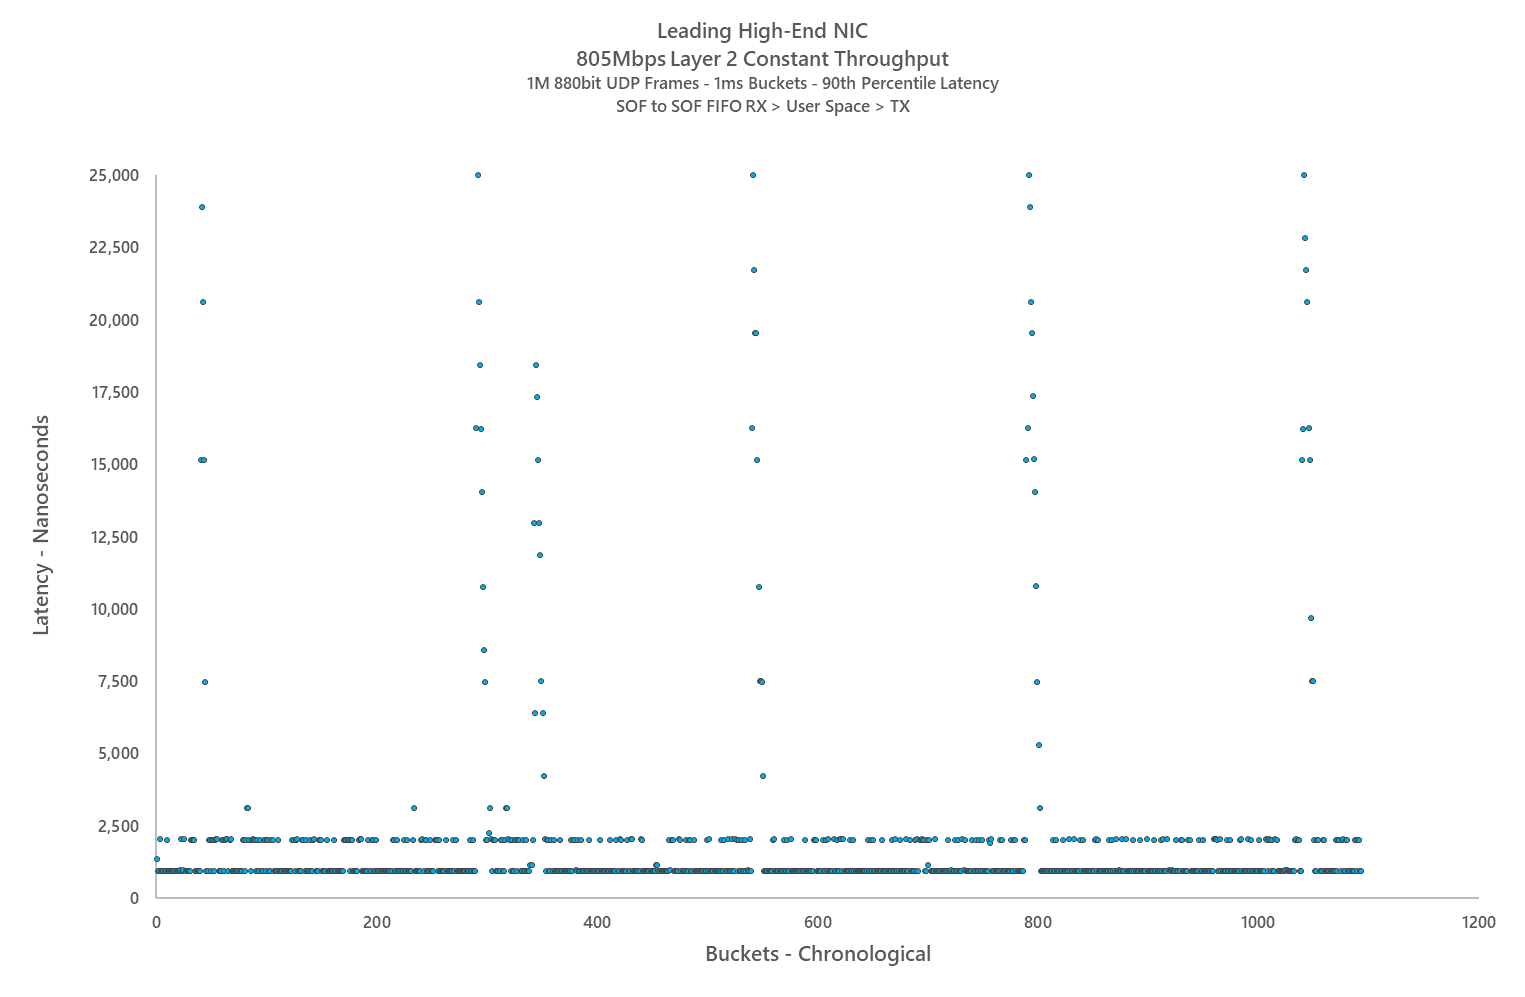 Leading High-End NIC
805Mbps Layer 2 Constant Throughput
1M 880bit UDP Frames - 1ms Buckets - 90th Percentile Latency
SOF to SOF FIFO RX > User Space > TX
25,000
22,500
20,000
17,500
15,000
12,500
10,000
7,500
5,000
2,500
0
Latency - Nanoseconds
0 200 400 600 800 1000 1200
Buckets - Chronological